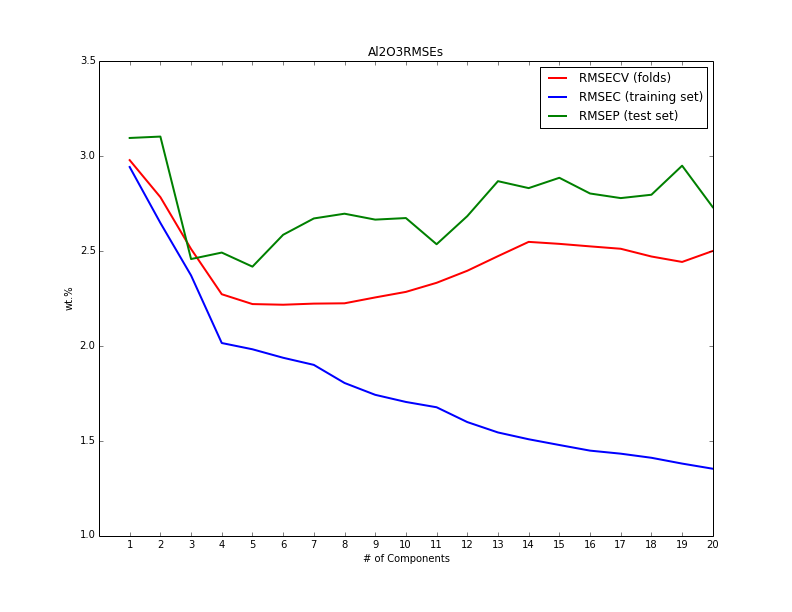 Al2O3RMSEs
RMSECV (folds)
RMSEC (training set)
RMSEP (test set)
3.5
3.0
2.5
2.0
1.5
1.0
wt.%
1 2 3 4 5 6 7 8 9 10 11 12 13 14 15 16 17 18 19 20
# of Components